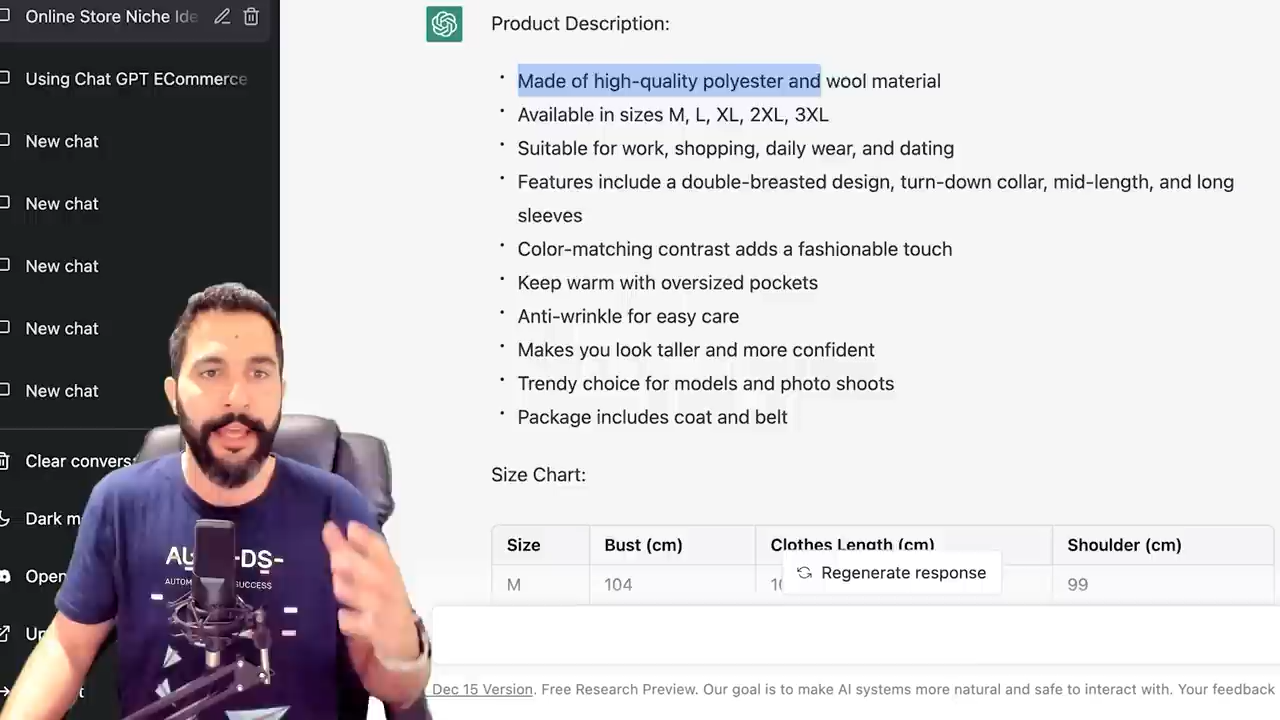 Online Store Niche Ide
Using Chat GPT ECommerce
New chat
New chat
New chat
New chat
New chat
Clear convers
Dark m
Open
Product Description:
Made of high-quality polyester and wool material
Available in sizes M, L, XL, 2XL, 3XL
Suitable for work, shopping, daily wear, and dating
Features include a double-breasted design, turn-down collar, mid-length, and long
sleeves
Color-matching contrast adds a fashionable touch
Keep warm with oversized pockets
Anti-wrinkle for easy care
Makes you look taller and more confident
Trendy choice for models and photo shoots
Package includes coat and belt
Size Chart:
Size Bust (cm) Clothes Length (cm) Shoulder (cm)
M 104 99
Regenerate response
Dec 15 Version. Free Research Preview. Our goal is to make AI systems more natural and safe to interact with. Your feedback